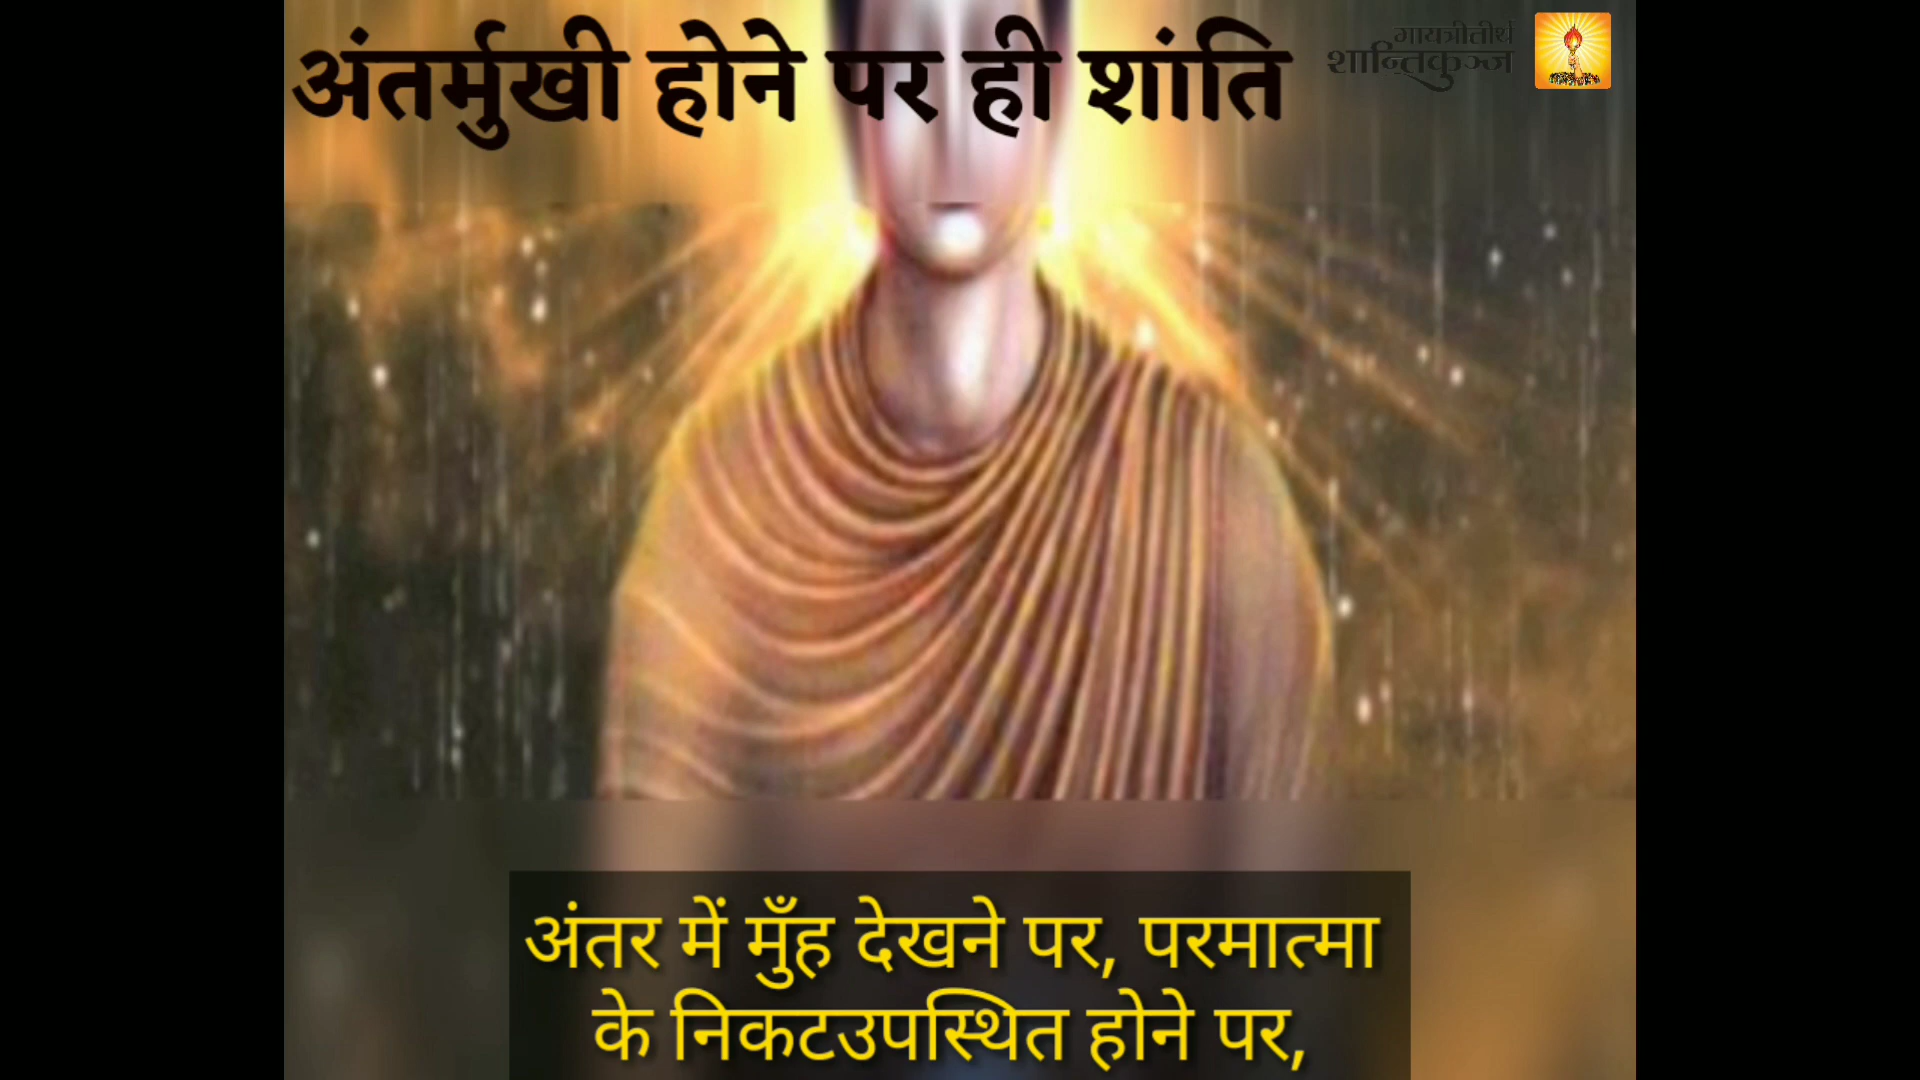 अंतर्मुखी होने पर ही शांति
गायत्रीतीर्थ
शान्तिकुञ्ज
अंतर में मुँह देखने पर, परमात्मा
के निकटउपस्थित होने पर,